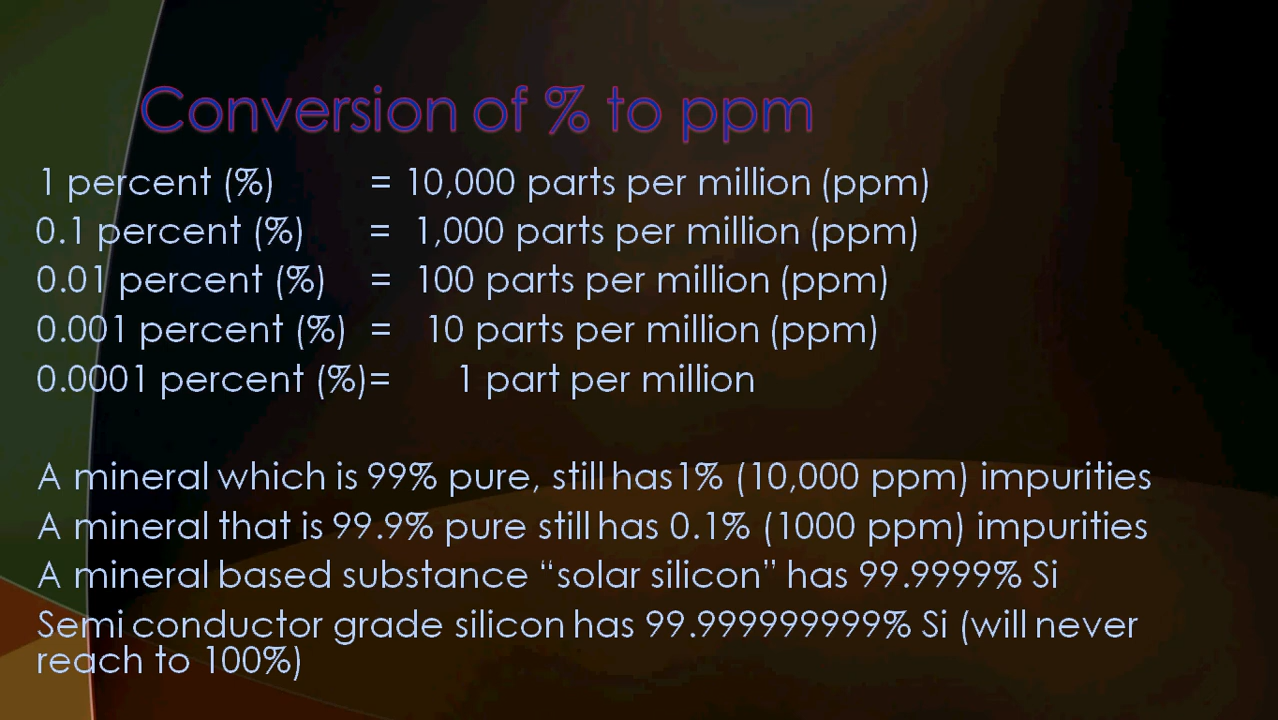 Conversion of % to ppm
1 percent (%) = 10,000 parts per million (ppm)
0.1 percent (%) = 1,000 parts per million (ppm)
0.01 percent (%) = 100 parts per million (ppm)
0.001 percent (%) = 10 parts per million (ppm)
0.0001 percent (%)= 1 part per million
A mineral which is 99% pure, still has1% (10,000 ppm) impurities
A mineral that is 99.9% pure still has 0.1% (1000 ppm) impurities
A mineral based substance “solar silicon” has 99.9999% Si
Semi conductor grade silicon has 99.999999999% Si (will never
reach to 100%)